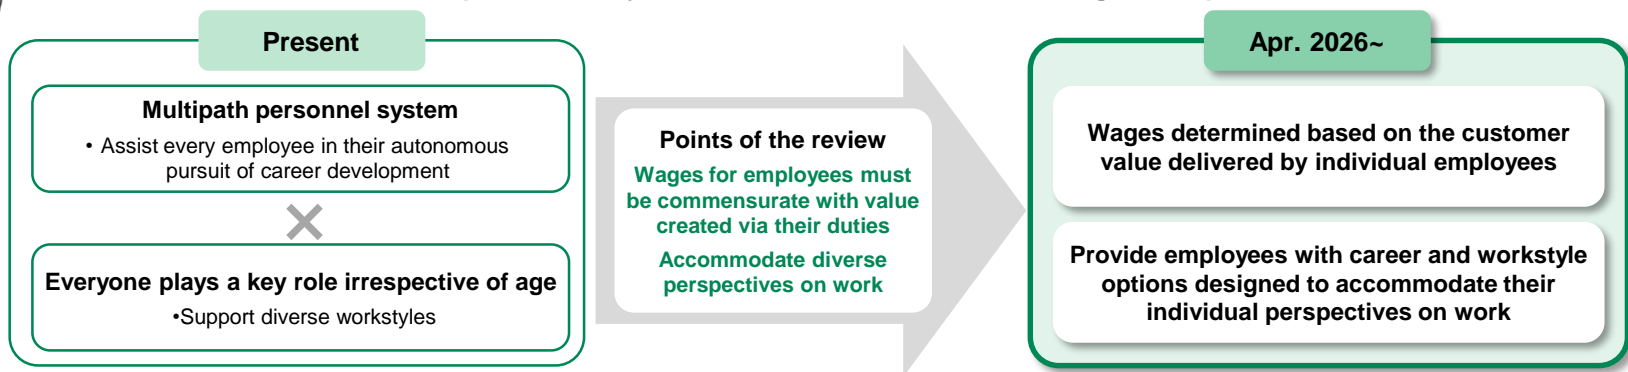 Present
Multipath personnel system
• Assist every employee in their autonomous
pursuit of career development
×
Everyone plays a key role irrespective of age
•Support diverse workstyles
Points of the review
Wages for employees must
be commensurate with value
created via their duties
Accommodate diverse
perspectives on work
Apr. 2026~
Wages determined based on the customer
value delivered by individual employees
Provide employees with career and workstyle
options designed to accommodate their
individual perspectives on work